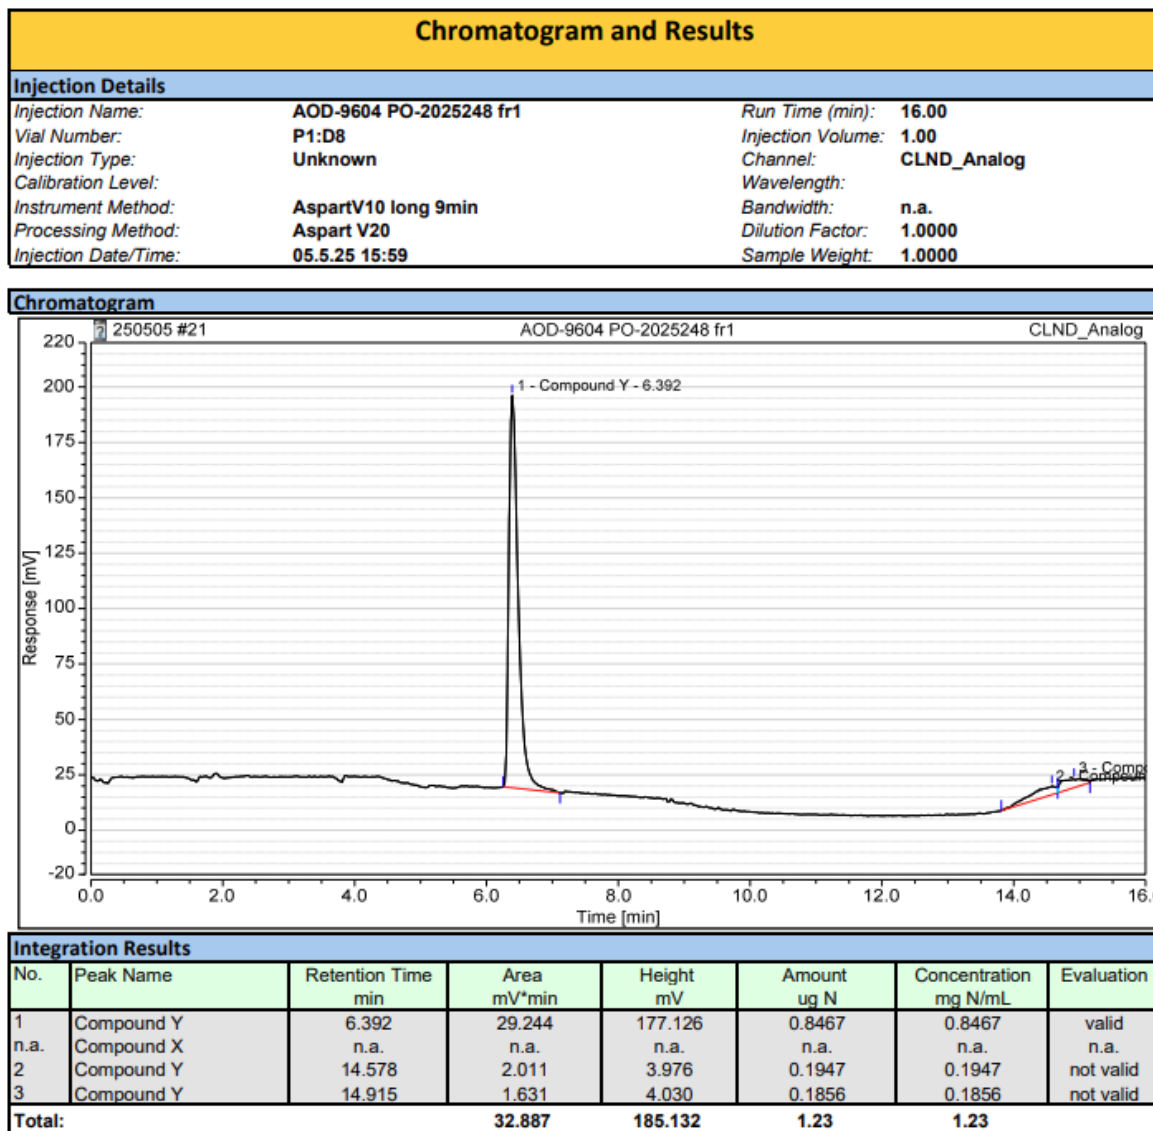 Chromatogram and Results
Injection Details
Injection Name: AOD-9604 PO-2025248 fr1 Run Time (min): 16.00
Vial Number: P1:D8 Injection Volume: 1.00
Injection Type: Unknown Channel: CLND_Analog
Calibration Level: Wavelength:
Instrument Method: AspartV10 long 9min Bandwidth: n.a.
Processing Method: Aspart V20 Dilution Factor: 1.0000
Injection Date/Time: 05.5.25 15:59 Sample Weight: 1.0000
Chromatogram
250505 #21 AOD-9604 PO-2025248 fr1 CLND_Analog
220
200
175
150
125
100
75
50
25
0
-20
Response [mV]
1 - Compound Y - 6.392
3 - Compo
2 - Compoun
0.0 2.0 4.0 6.0 8.0 10.0 12.0 14.0 16.
Time [min]
Integration Results
No. Peak Name Retention Time Area Height Amount Concentration Evaluation
min mV*min mV ug N mg N/mL
1 Compound Y 6.392 29.244 177.126 0.8467 0.8467 valid
n.a. Compound X n.a. n.a. n.a. n.a. n.a. n.a.
2 Compound Y 14.578 2.011 3.976 0.1947 0.1947 not valid
3 Compound Y 14.915 1.631 4.030 0.1856 0.1856 not valid
Total: 32.887 185.132 1.23 1.23